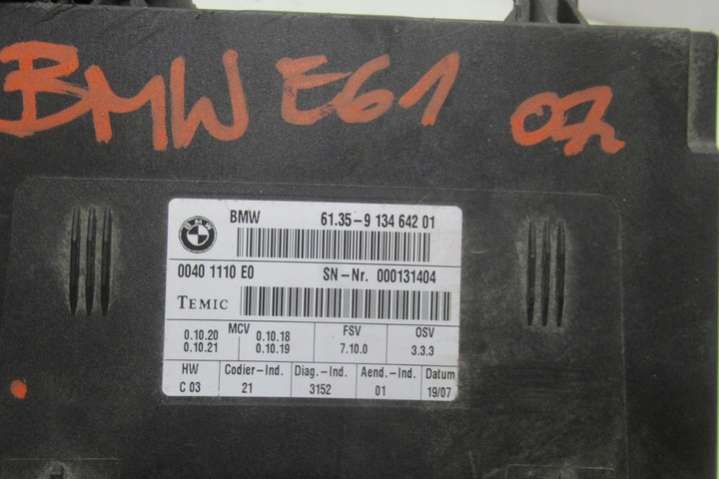 BMW E61 07
BMW 61.35-9 134 642 01
0040 1110 E0 SN-Nr. 000131404
TEMIC
MCV FSV OSV
0.10.20 0.10.18
0.10.21 0.10.19 7.10.0 3.3.3
HW Codier-Ind. Diag.-Ind. Aend.-Ind. Datum
C 03 21 3152 01 19/07